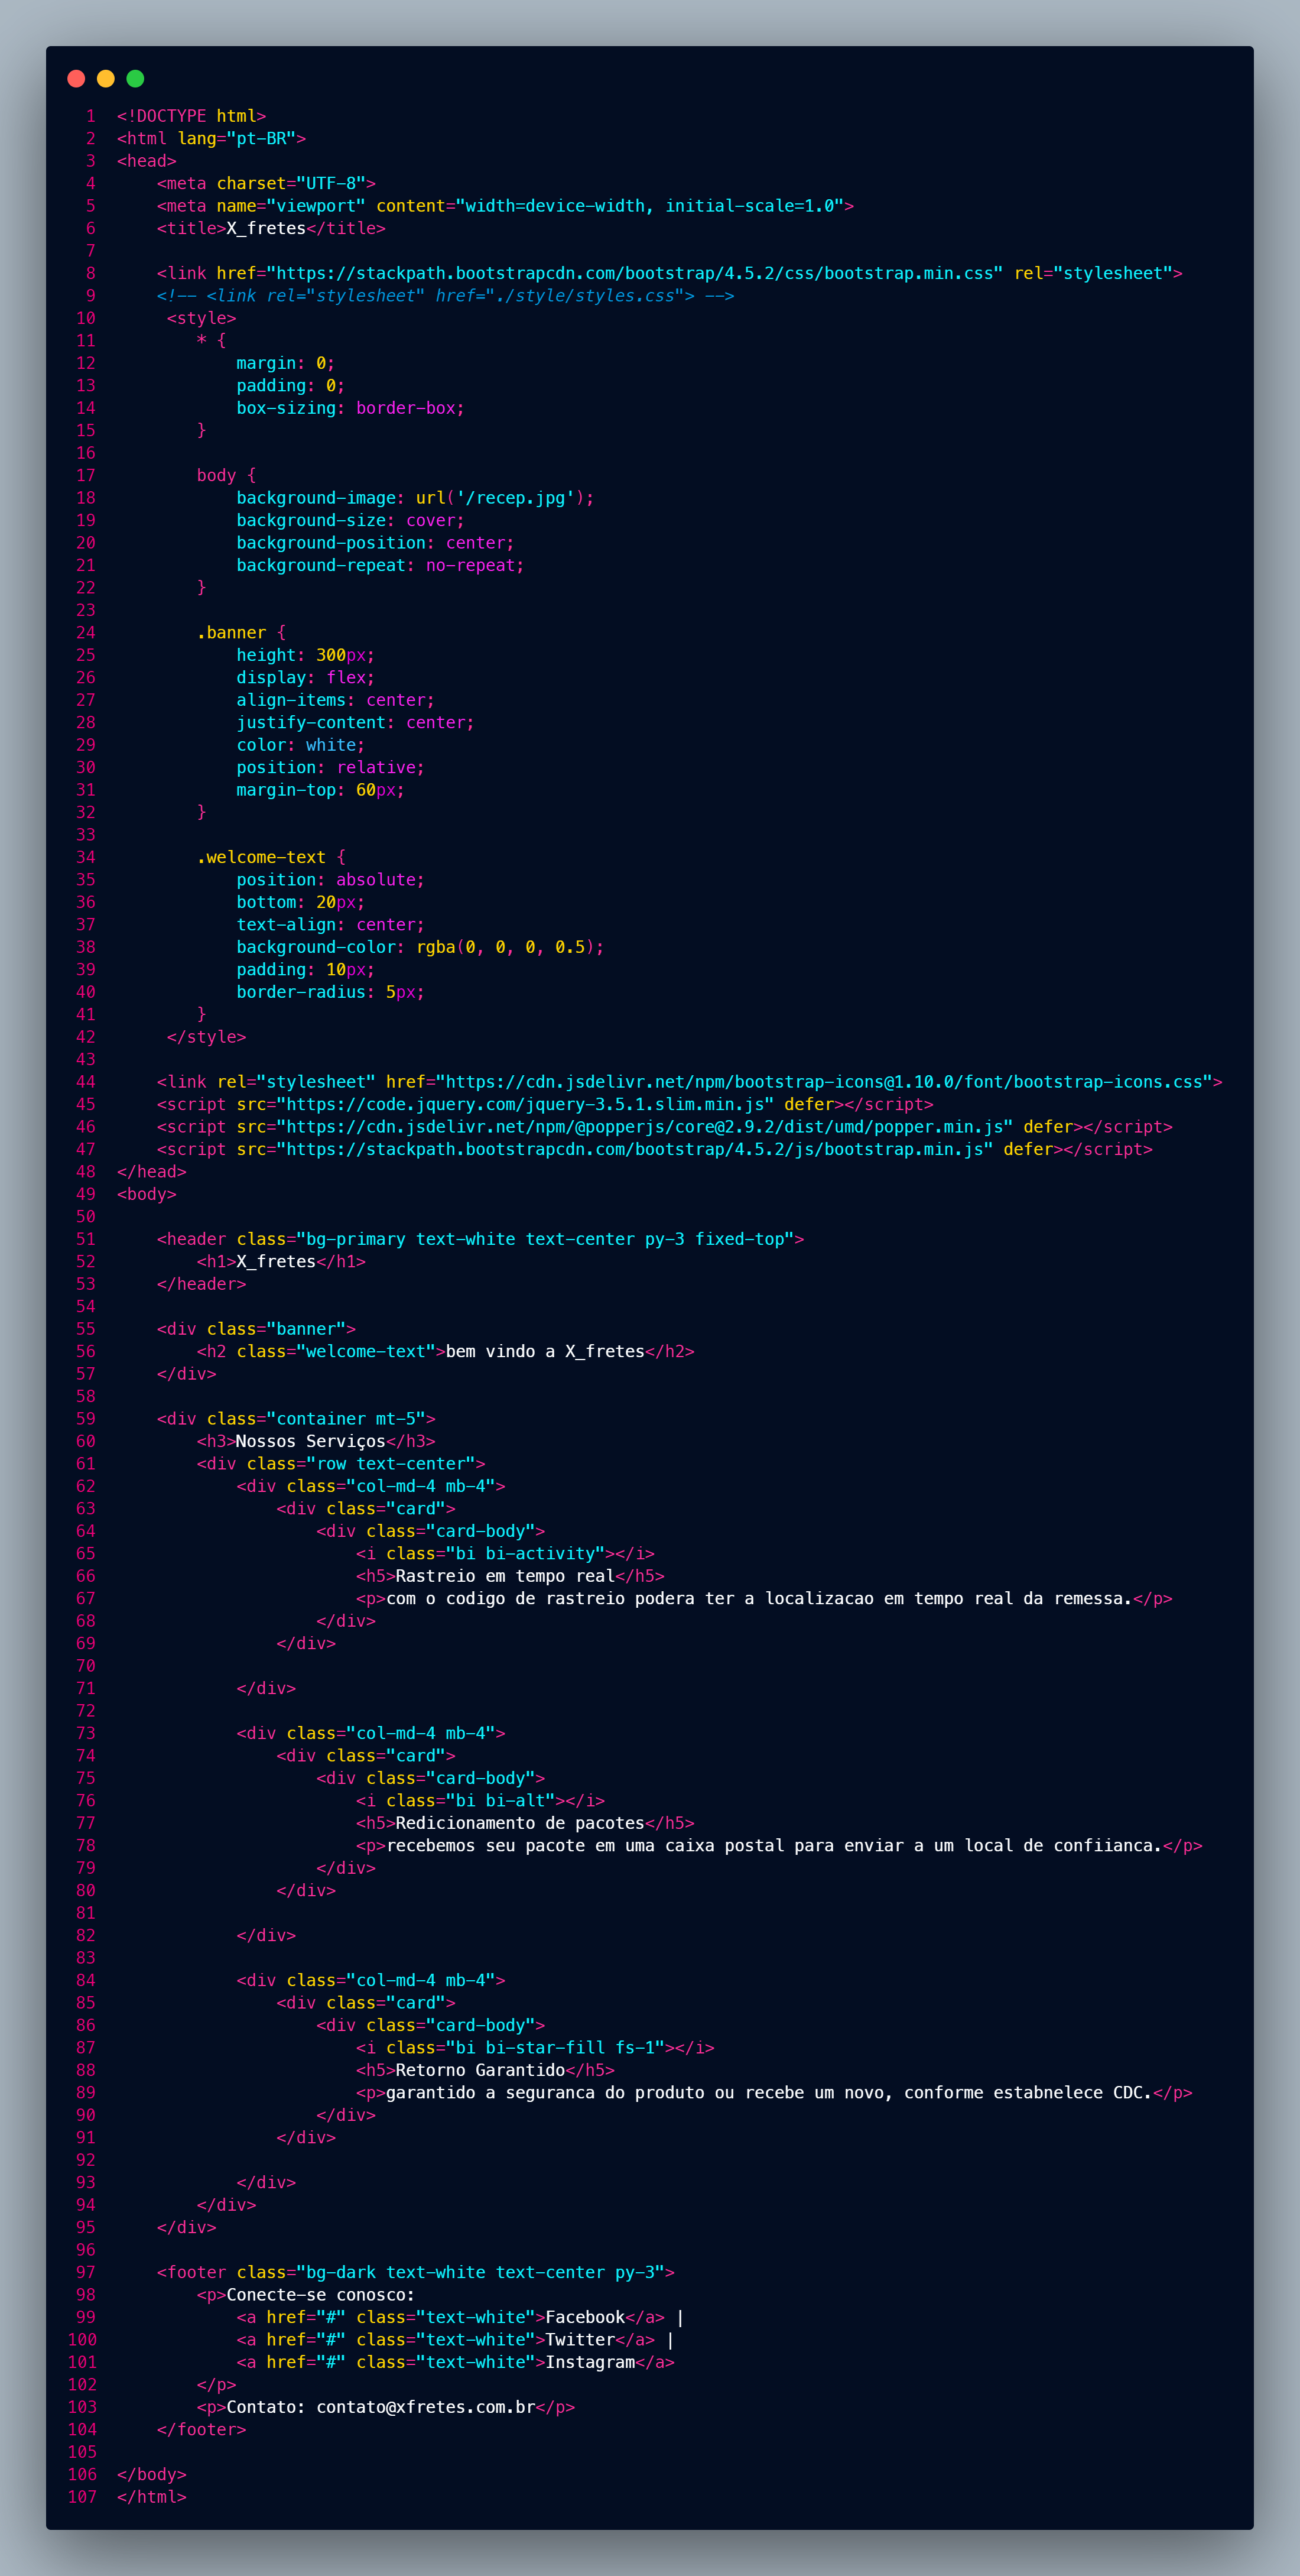 1 <!DOCTYPE html>
2 <html lang="pt-BR">
3 <head>
4     <meta charset="UTF-8">
5     <meta name="viewport" content="width=device-width, initial-scale=1.0">
6     <title>X_fretes</title>
7
8     <link href="https://stackpath.bootstrapcdn.com/bootstrap/4.5.2/css/bootstrap.min.css" rel="stylesheet">
9     <!-- <link rel="stylesheet" href="./style/styles.css"> -->
10      <style>
11         * {
12             margin: 0;
13             padding: 0;
14             box-sizing: border-box;
15         }
16
17         body {
18             background-image: url('/recep.jpg');
19             background-size: cover;
20             background-position: center;
21             background-repeat: no-repeat;
22         }
23
24         .banner {
25             height: 300px;
26             display: flex;
27             align-items: center;
28             justify-content: center;
29             color: white;
30             position: relative;
31             margin-top: 60px;
32         }
33
34         .welcome-text {
35             position: absolute;
36             bottom: 20px;
37             text-align: center;
38             background-color: rgba(0, 0, 0, 0.5);
39             padding: 10px;
40             border-radius: 5px;
41         }
42      </style>
43
44     <link rel="stylesheet" href="https://cdn.jsdelivr.net/npm/bootstrap-icons@1.10.0/font/bootstrap-icons.css">
45     <script src="https://code.jquery.com/jquery-3.5.1.slim.min.js" defer></script>
46     <script src="https://cdn.jsdelivr.net/npm/@popperjs/core@2.9.2/dist/umd/popper.min.js" defer></script>
47     <script src="https://stackpath.bootstrapcdn.com/bootstrap/4.5.2/js/bootstrap.min.js" defer></script>
48 </head>
49 <body>
50
51     <header class="bg-primary text-white text-center py-3 fixed-top">
52         <h1>X_fretes</h1>
53     </header>
54
55     <div class="banner">
56         <h2 class="welcome-text">bem vindo a X_fretes</h2>
57     </div>
58
59     <div class="container mt-5">
60         <h3>Nossos Serviços</h3>
61         <div class="row text-center">
62             <div class="col-md-4 mb-4">
63                 <div class="card">
64                     <div class="card-body">
65                         <i class="bi bi-activity"></i>
66                         <h5>Rastreio em tempo real</h5>
67                         <p>com o codigo de rastreio podera ter a localizacao em tempo real da remessa.</p>
68                     </div>
69                 </div>
70
71             </div>
72
73             <div class="col-md-4 mb-4">
74                 <div class="card">
75                     <div class="card-body">
76                         <i class="bi bi-alt"></i>
77                         <h5>Redicionamento de pacotes</h5>
78                         <p>recebemos seu pacote em uma caixa postal para enviar a um local de confiianca.</p>
79                     </div>
80                 </div>
81
82             </div>
83
84             <div class="col-md-4 mb-4">
85                 <div class="card">
86                     <div class="card-body">
87                         <i class="bi bi-star-fill fs-1"></i>
88                         <h5>Retorno Garantido</h5>
89                         <p>garantido a seguranca do produto ou recebe um novo, conforme estabnelece CDC.</p>
90                     </div>
91                 </div>
92
93             </div>
94         </div>
95     </div>
96
97     <footer class="bg-dark text-white text-center py-3">
98         <p>Conecte-se conosco:
99             <a href="#" class="text-white">Facebook</a> |
100             <a href="#" class="text-white">Twitter</a> |
101             <a href="#" class="text-white">Instagram</a>
102         </p>
103         <p>Contato: contato@xfretes.com.br</p>
104     </footer>
105
106 </body>
107 </html>